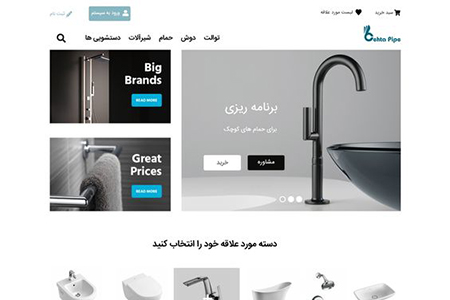 سبد خرید
لیست مورد علاقه
ورود به سیستم
ثبت نام
Behta Pipe
توالت
دوش
حمام
شیرآلات
دستشویی ها
برنامه ریزی
برای حمام های کوچک
مشاوره
خرید
Big
Brands
READ MORE
Great
Prices
READ MORE
دسته مورد علاقه خود را انتخاب کنید